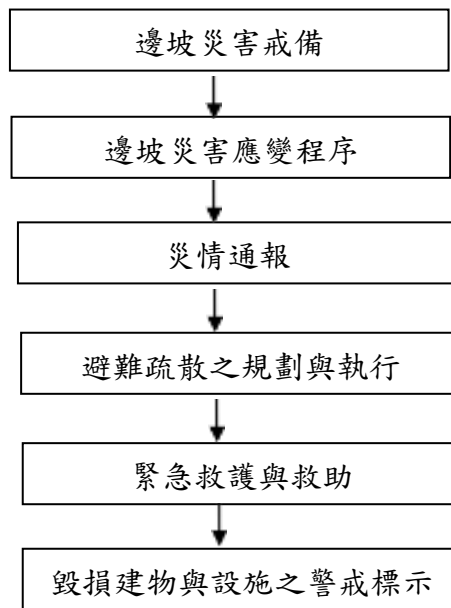 邊坡災害戒備
邊坡災害應變程序
災情通報
避難疏散之規劃與執行
緊急救護與救助
毀損建物與設施之警戒標示